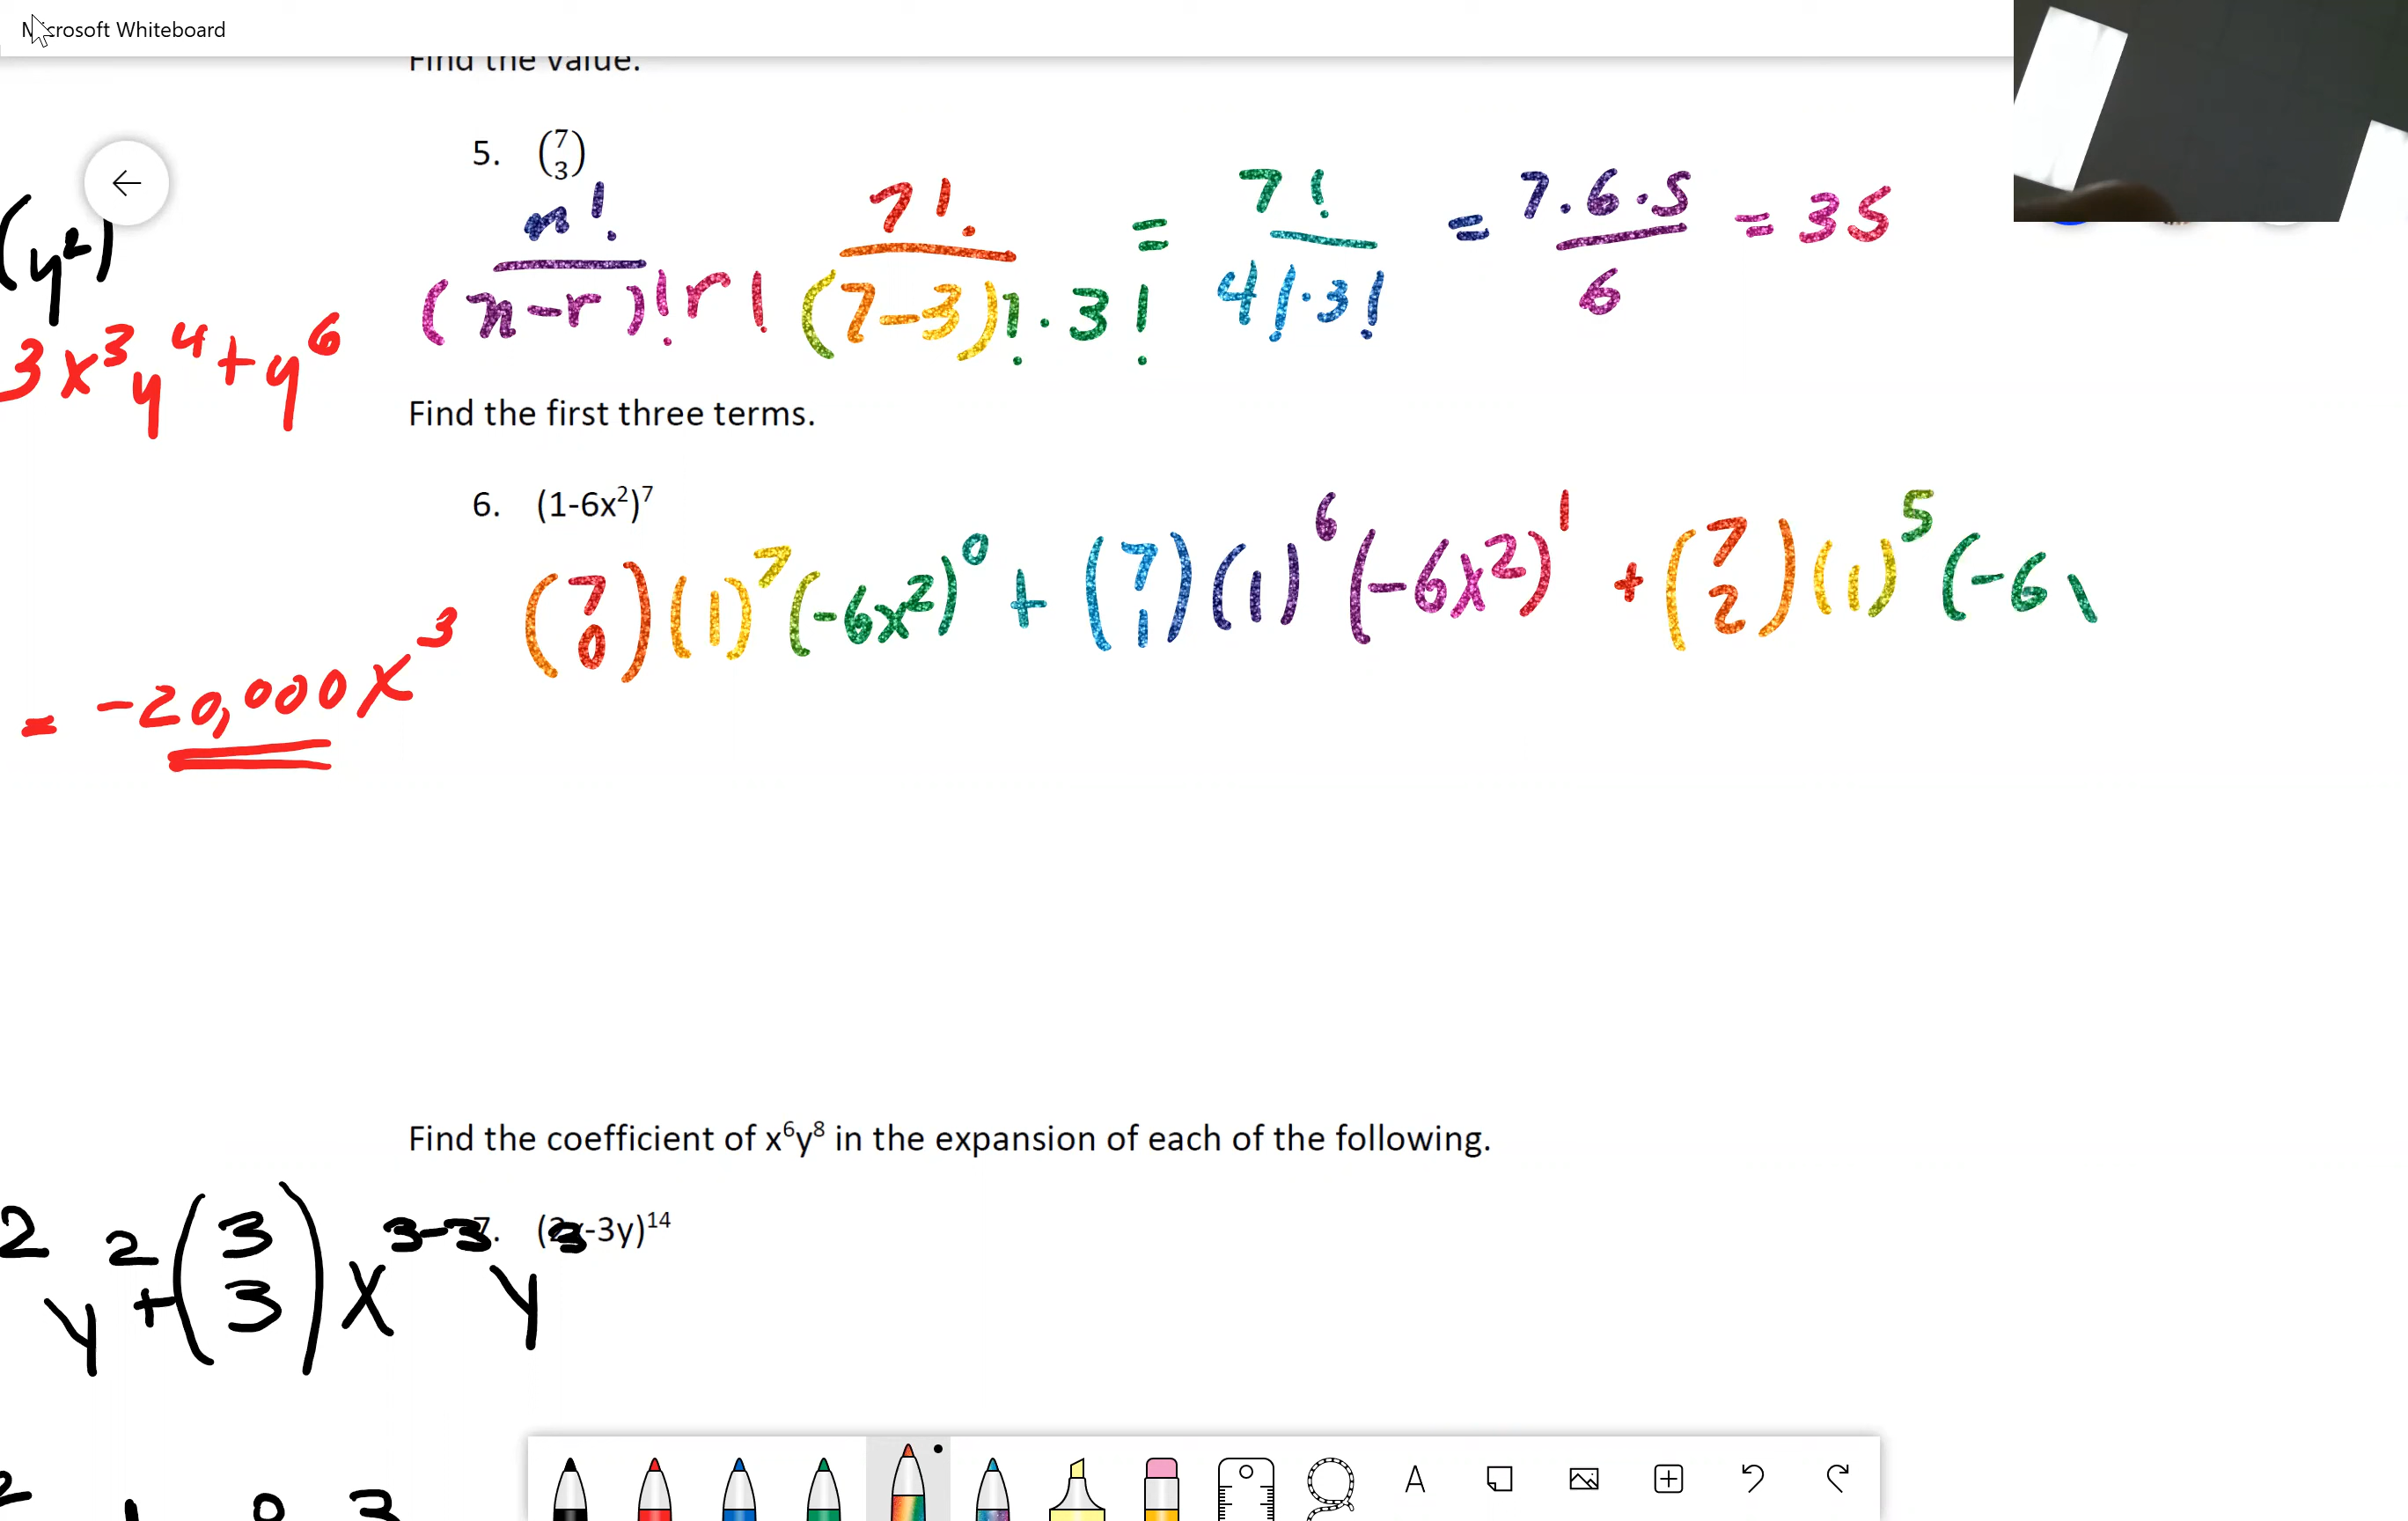 Microsoft Whiteboard
Find the value.
5. (7 3)
n! / (n-r)!r! 7! / (7-3)!·3! = 7! / 4!·3! = 7·6·5 / 6 = 35
(y²)
3x³y⁴+y⁶
Find the first three terms.
6. (1-6x²)⁷
(7 0)(1)⁷(-6x²)⁰ + (7 1)(1)⁶(-6x²)¹ + (7 2)(1)⁵(-6
= -20,000x³
Find the coefficient of x⁶y⁸ in the expansion of each of the following.
7. (2x-3y)¹⁴
² y² + (3 3) x³⁻³ y³
A